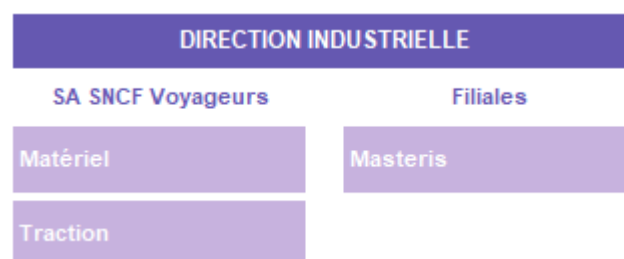 DIRECTION INDUSTRIELLE
SA SNCF Voyageurs
Filiales
Matériel
Masteris
Traction